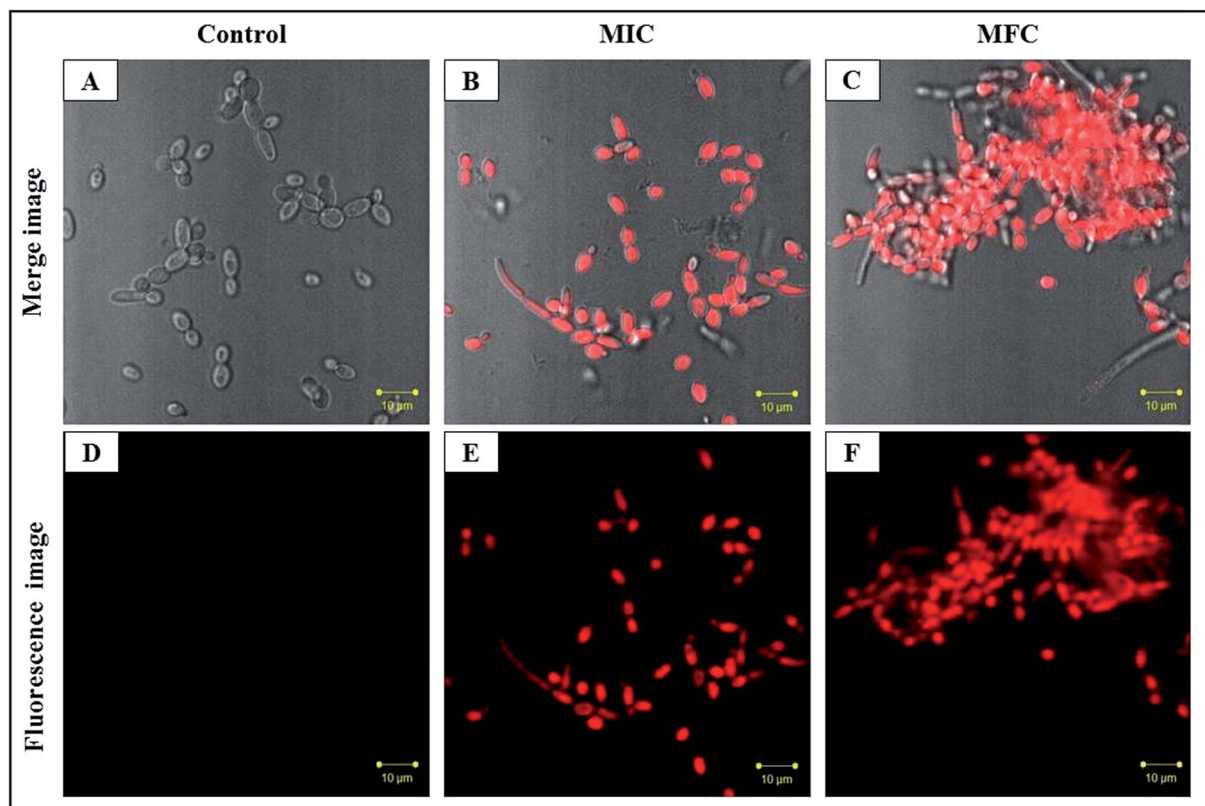 Control MIC MFC
Merge image
A B C
10 µm 10 µm 10 µm
Fluorescence image
D E F
10 µm 10 µm 10 µm